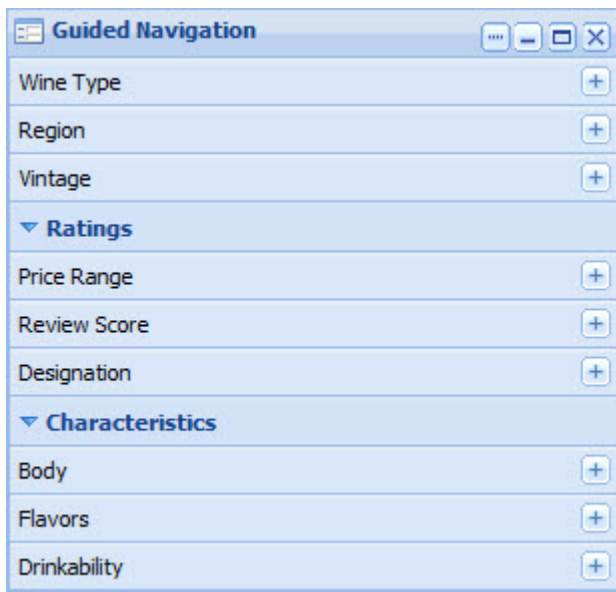 Guided Navigation
Wine Type
Region
Vintage
Ratings
Price Range
Review Score
Designation
Characteristics
Body
Flavors
Drinkability